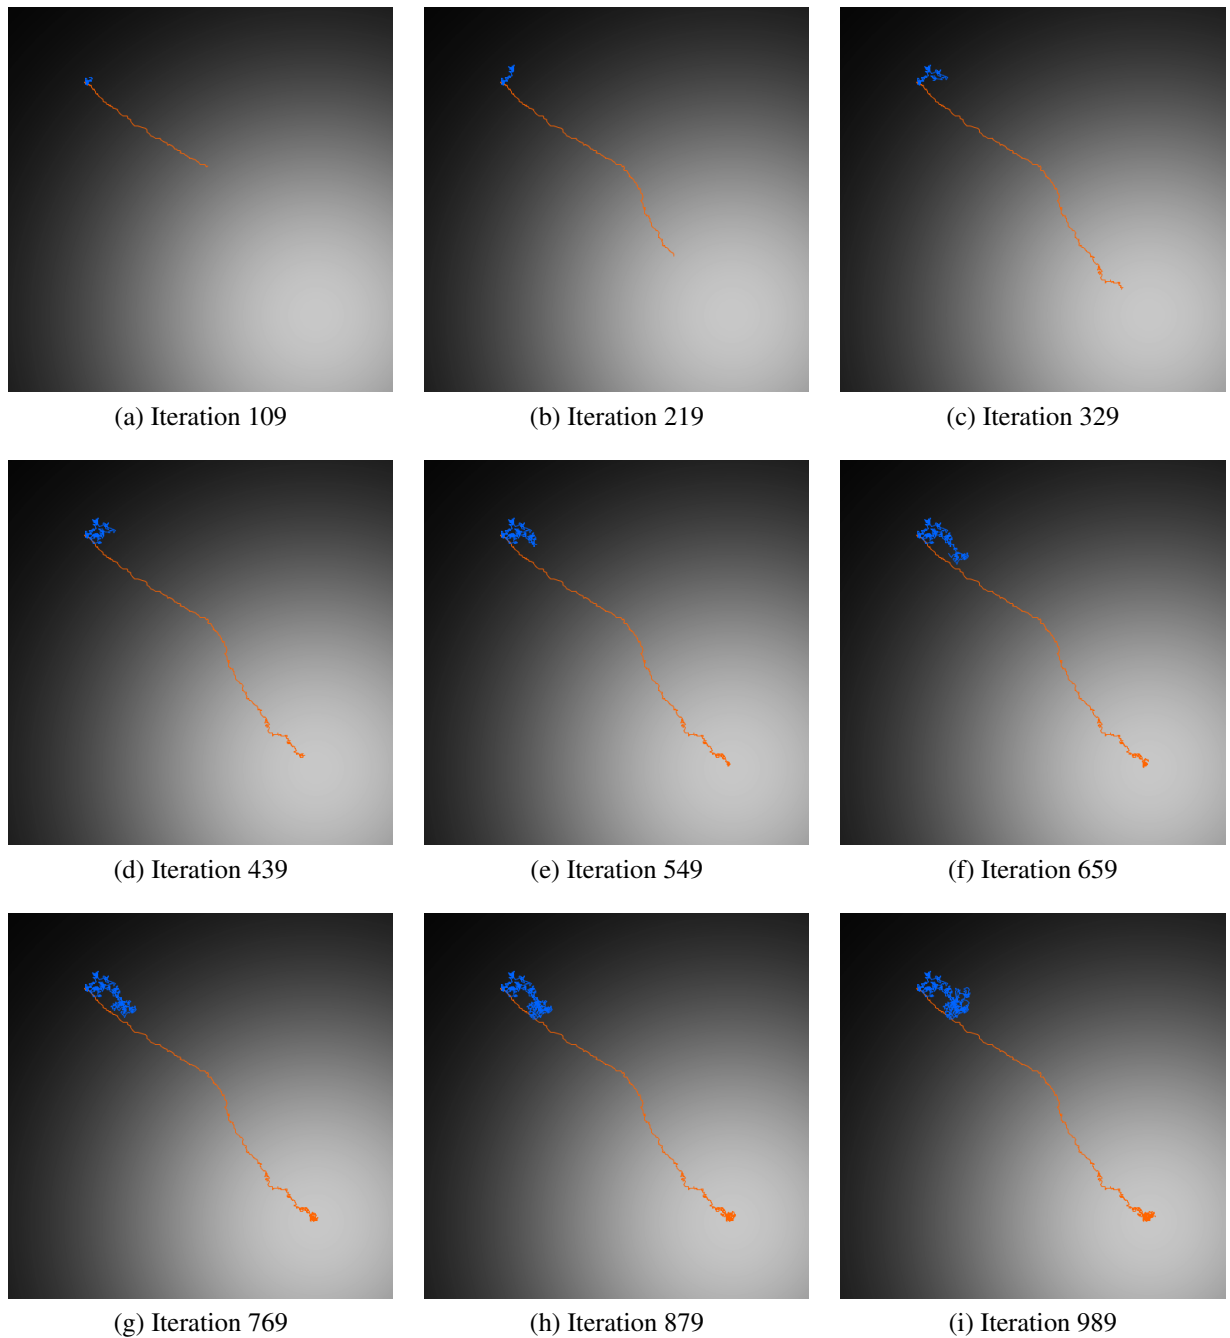 (a) Iteration 109
(b) Iteration 219
(c) Iteration 329
(d) Iteration 439
(e) Iteration 549
(f) Iteration 659
(g) Iteration 769
(h) Iteration 879
(i) Iteration 989